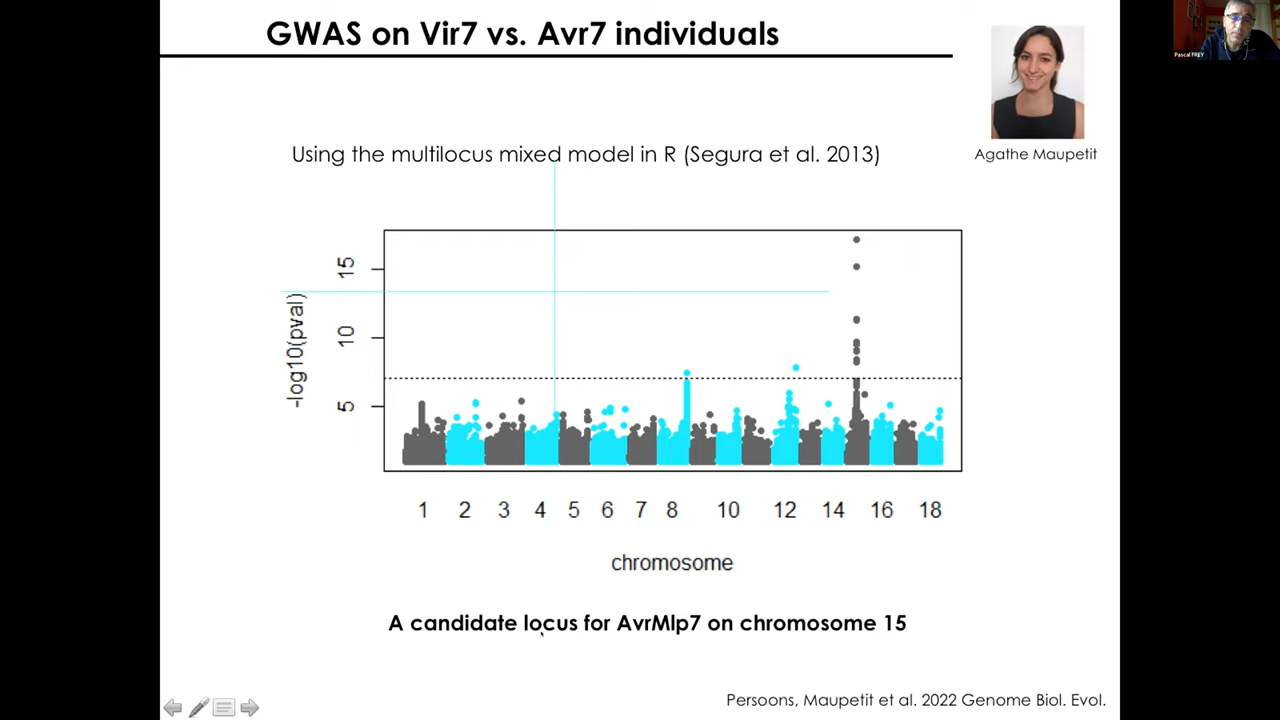 GWAS on Vir7 vs. Avr7 individuals
Pascal FREY
Using the multilocus mixed model in R (Segura et al. 2013)
Agathe Maupetit
-log10(pval)
15
10
5
1 2 3 4 5 6 7 8 10 12 14 16 18
chromosome
A candidate locus for AvrMlp7 on chromosome 15
Persoons, Maupetit et al. 2022 Genome Biol. Evol.